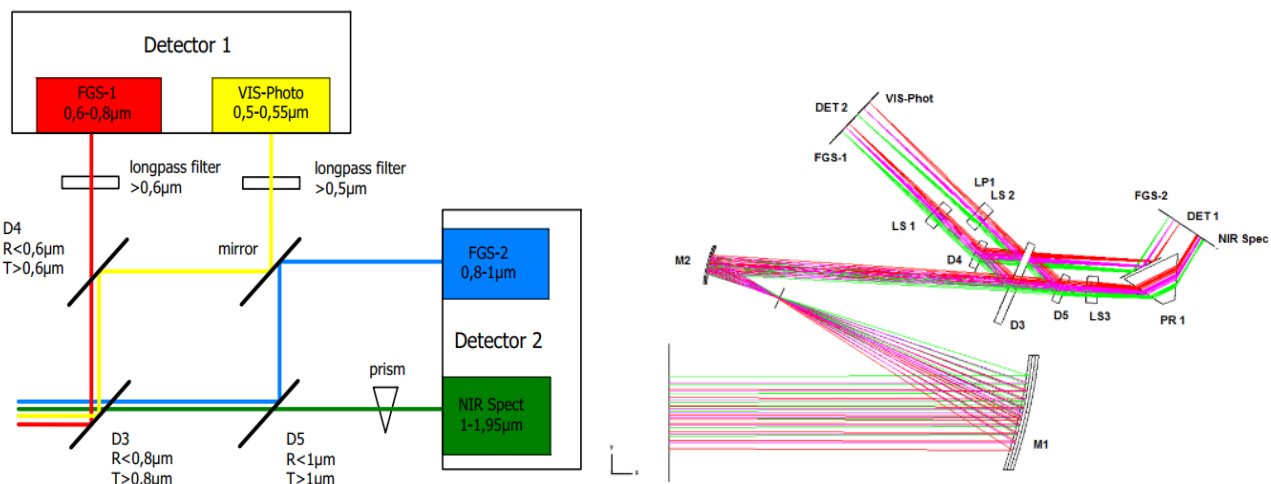 Detector 1
FGS-1
0,6-0,8µm
VIS-Photo
0,5-0,55µm
longpass filter
>0,6µm
longpass filter
>0,5µm
D4
R<0,6µm
T>0,6µm
mirror
FGS-2
0,8-1µm
Detector 2
prism
NIR Spect
1-1,95µm
D3
R<0,8µm
T>0,8µm
D5
R<1µm
T>1µm
VIS-Phot
DET 2
FGS-1
LP1
LS 2
LS 1
FGS-2
DET 1
NIR Spec
M2
D4
D3
D5
LS3
PR 1
M1
Y